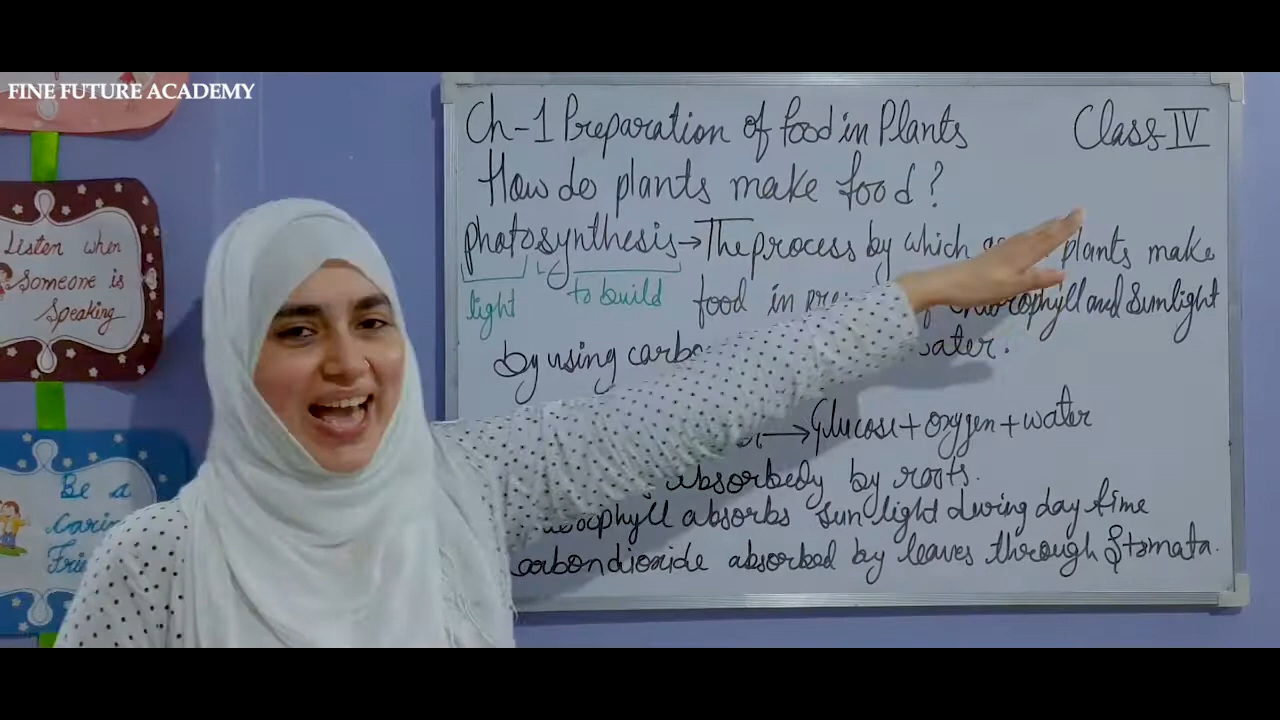 FINE FUTURE ACADEMY
Listen when
Someone is
Speaking
Be a
Ch-1 Preparation of food in Plants
Class-IV
How do plants make food?
photosynthesis→The process by which plants make
light to build food in chlorophyll and Sunlight
by using water.
→Glucose + oxygen + water
absorbedy by roots.
absorbs sunlight during day time
carbondioxide absorbed by leaves through Stomata.